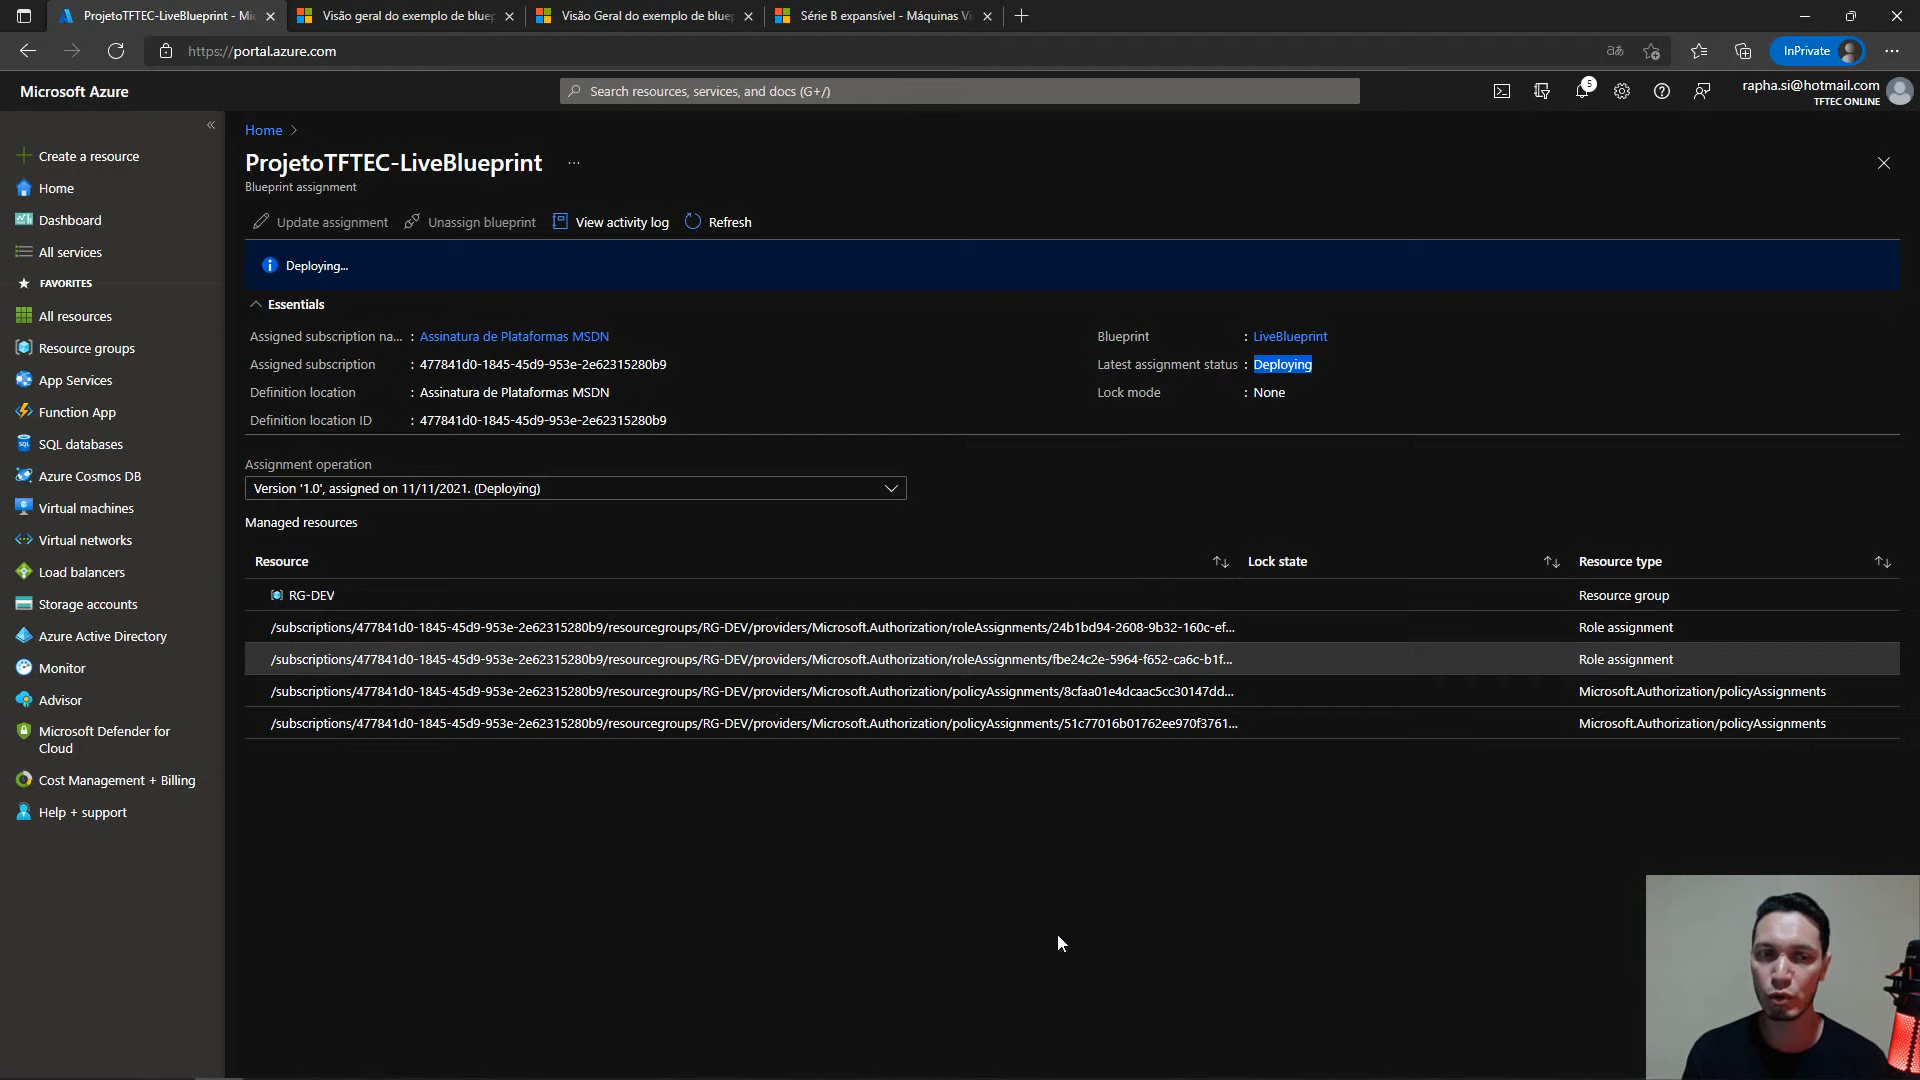 ProjetoTFTEC-LiveBlueprint - Mic
Visão geral do exemplo de bluep
Visão Geral do exemplo de bluep
Série B expansível - Máquinas Vi
https://portal.azure.com
InPrivate
Microsoft Azure
Search resources, services, and docs (G+/)
5
rapha.si@hotmail.com
TFTEC ONLINE
Create a resource
Home
Dashboard
All services
FAVORITES
All resources
Resource groups
App Services
Function App
SQL databases
Azure Cosmos DB
Virtual machines
Virtual networks
Load balancers
Storage accounts
Azure Active Directory
Monitor
Advisor
Microsoft Defender for
Cloud
Cost Management + Billing
Help + support
Home
ProjetoTFTEC-LiveBlueprint
Blueprint assignment
Update assignment
Unassign blueprint
View activity log
Refresh
Deploying...
Essentials
Assigned subscription na... : Assinatura de Plataformas MSDN
Assigned subscription : 477841d0-1845-45d9-953e-2e62315280b9
Definition location : Assinatura de Plataformas MSDN
Definition location ID : 477841d0-1845-45d9-953e-2e62315280b9
Blueprint : LiveBlueprint
Latest assignment status : Deploying
Lock mode : None
Assignment operation
Version '1.0', assigned on 11/11/2021. (Deploying)
Managed resources
Resource Lock state Resource type
RG-DEV Resource group
/subscriptions/477841d0-1845-45d9-953e-2e62315280b9/resourcegroups/RG-DEV/providers/Microsoft.Authorization/roleAssignments/24b1bd94-2608-9b32-160c-ef... Role assignment
/subscriptions/477841d0-1845-45d9-953e-2e62315280b9/resourcegroups/RG-DEV/providers/Microsoft.Authorization/roleAssignments/fbe24c2e-5964-f652-ca6c-b1f... Role assignment
/subscriptions/477841d0-1845-45d9-953e-2e62315280b9/resourcegroups/RG-DEV/providers/Microsoft.Authorization/policyAssignments/8cfaa01e4dcaac5cc30147dd... Microsoft.Authorization/policyAssignments
/subscriptions/477841d0-1845-45d9-953e-2e62315280b9/resourcegroups/RG-DEV/providers/Microsoft.Authorization/policyAssignments/51c77016b01762ee970f3761... Microsoft.Authorization/policyAssignments